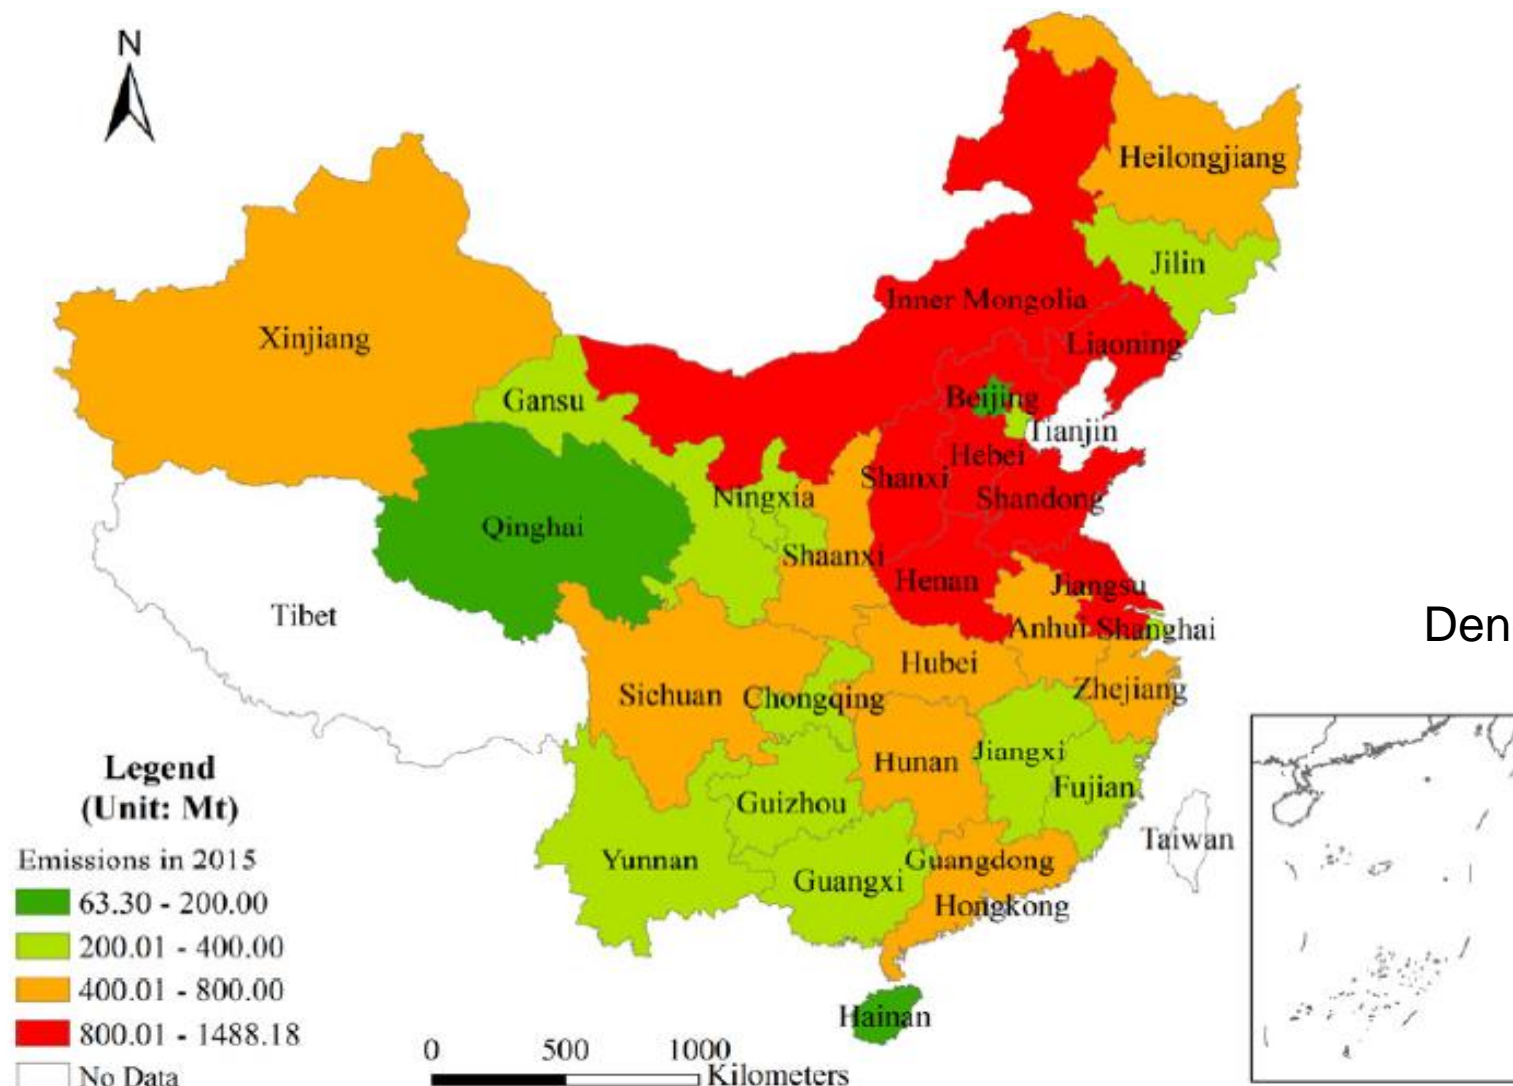 N
Heilongjiang
Jilin
Inner Mongolia
Xinjiang
Liaoning
Gansu
Beijing
Tianjin
Hebei
Shanxi
Ningxia
Shandong
Qinghai
Shaanxi
Henan
Jiangsu
Tibet
Anhui
Shanghai
Den
Hubei
Sichuan
Chongqing
Zhejiang
Jiangxi
Hunan
Fujian
Guizhou
Taiwan
Yunnan
Guangdong
Guangxi
Hongkong
Hainan
Legend
(Unit: Mt)
Emissions in 2015
63.30 - 200.00
200.01 - 400.00
400.01 - 800.00
800.01 - 1488.18
No Data
0 500 1000
Kilometers